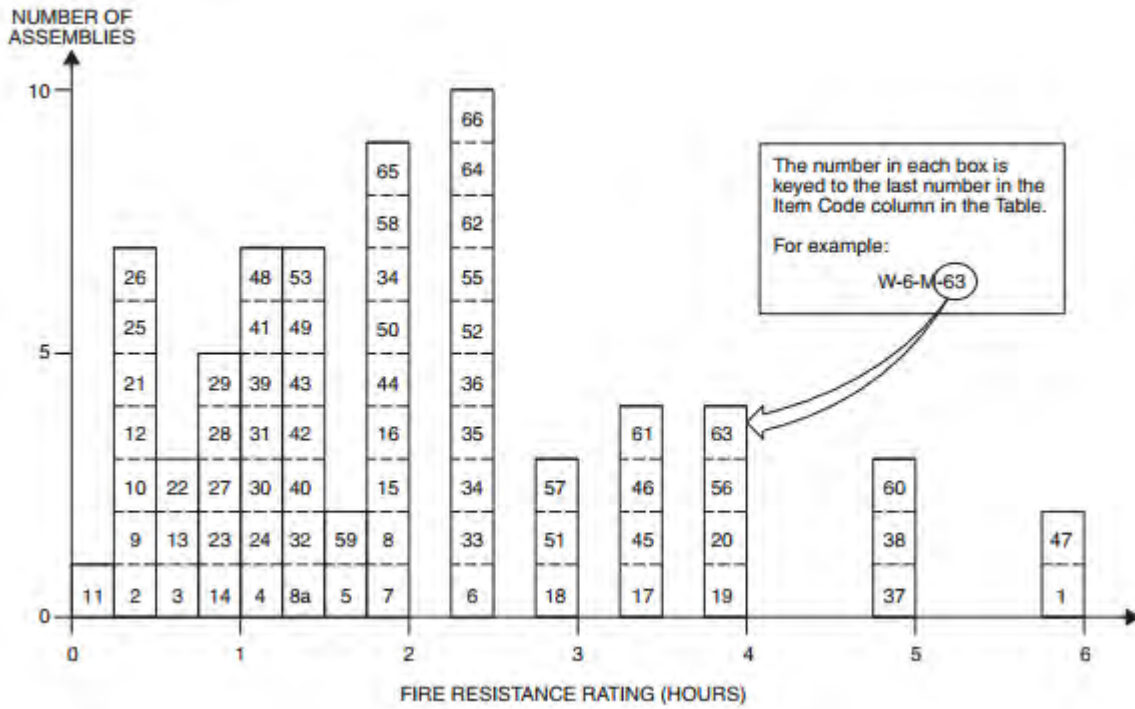 NUMBER OF
ASSEMBLIES
10
66
65 64
58 62
26 48 53 34 55
The number in each box is
keyed to the last number in the
Item Code column in the Table.
For example:
W-6-M-63
25 41 49 50 52
5
21 29 39 43 44 36
12 28 31 42 16 35 61 63
10 22 27 30 40 15 34 57 46 56 60
9 13 23 24 32 59 8 33 51 45 20 38 47
11 2 3 14 4 8a 5 7 6 18 17 19 37 1
0
0 1 2 3 4 5 6
FIRE RESISTANCE RATING (HOURS)